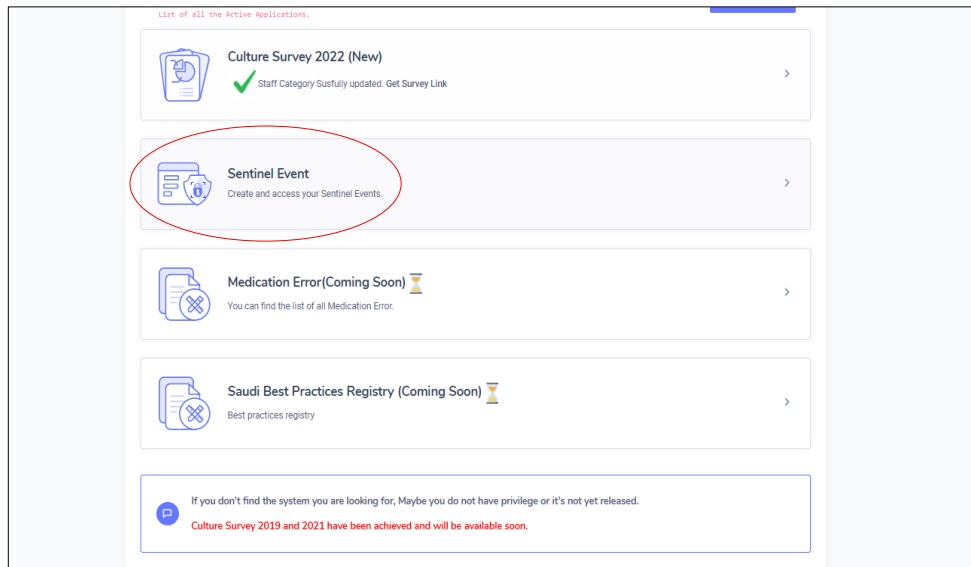 List of all the Active Applications.
Culture Survey 2022 (New)
Staff Category Susfully updated. Get Survey Link
Sentinel Event
Create and access your Sentinel Events.
Medication Error(Coming Soon)
You can find the list of all Medication Error.
Saudi Best Practices Registry (Coming Soon)
Best practices registry
If you don't find the system you are looking for, Maybe you do not have privilege or it's not yet released.
Culture Survey 2019 and 2021 have been achieved and will be available soon.